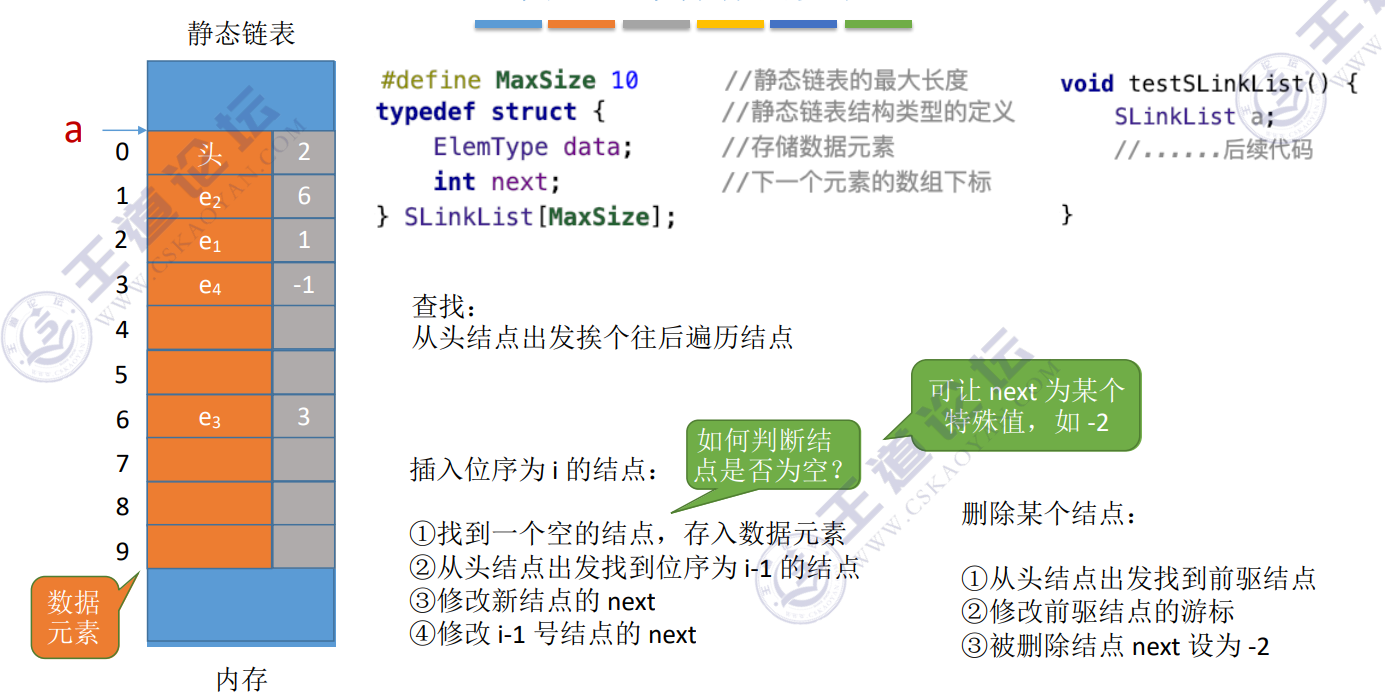 静态链表
a
0 头 2
1 e₂ 6
2 e₁ 1
3 e₄ -1
4
5
6 e₃ 3
7
8
9
数据
元素
内存
#define MaxSize 10 //静态链表的最大长度
typedef struct { //静态链表结构类型的定义
ElemType data; //存储数据元素
int next; //下一个元素的数组下标
} SLinkList[MaxSize];
void testSLinkList() {
SLinkList a;
//......后续代码
}
查找：
从头结点出发挨个往后遍历结点
可让 next 为某个
特殊值，如 -2
如何判断结
点是否为空？
插入位序为 i 的结点：
①找到一个空的结点，存入数据元素
②从头结点出发找到位序为 i-1 的结点
③修改新结点的 next
④修改 i-1 号结点的 next
删除某个结点：
①从头结点出发找到前驱结点
②修改前驱结点的游标
③被删除结点 next 设为 -2
王道论坛
WWW.CSKAOYAN.COM
王道论坛
WWW.CSKAOYAN.COM